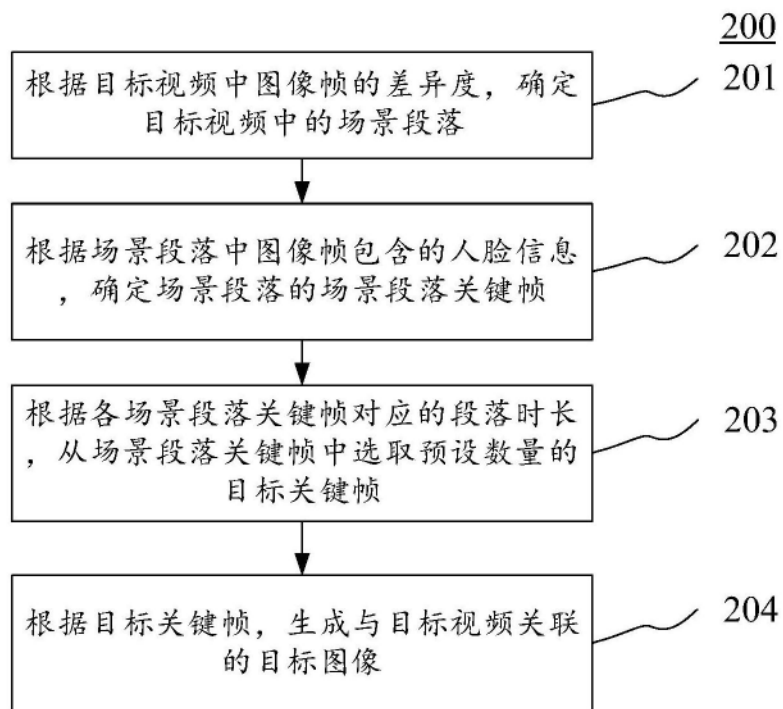 200
根据目标视频中图像帧的差异度，确定
目标视频中的场景段落
201
根据场景段落中图像帧包含的人脸信息
，确定场景段落的场景段落关键帧
202
根据各场景段落关键帧对应的段落时长
，从场景段落关键帧中选取预设数量的
目标关键帧
203
根据目标关键帧，生成与目标视频关联
的目标图像
204